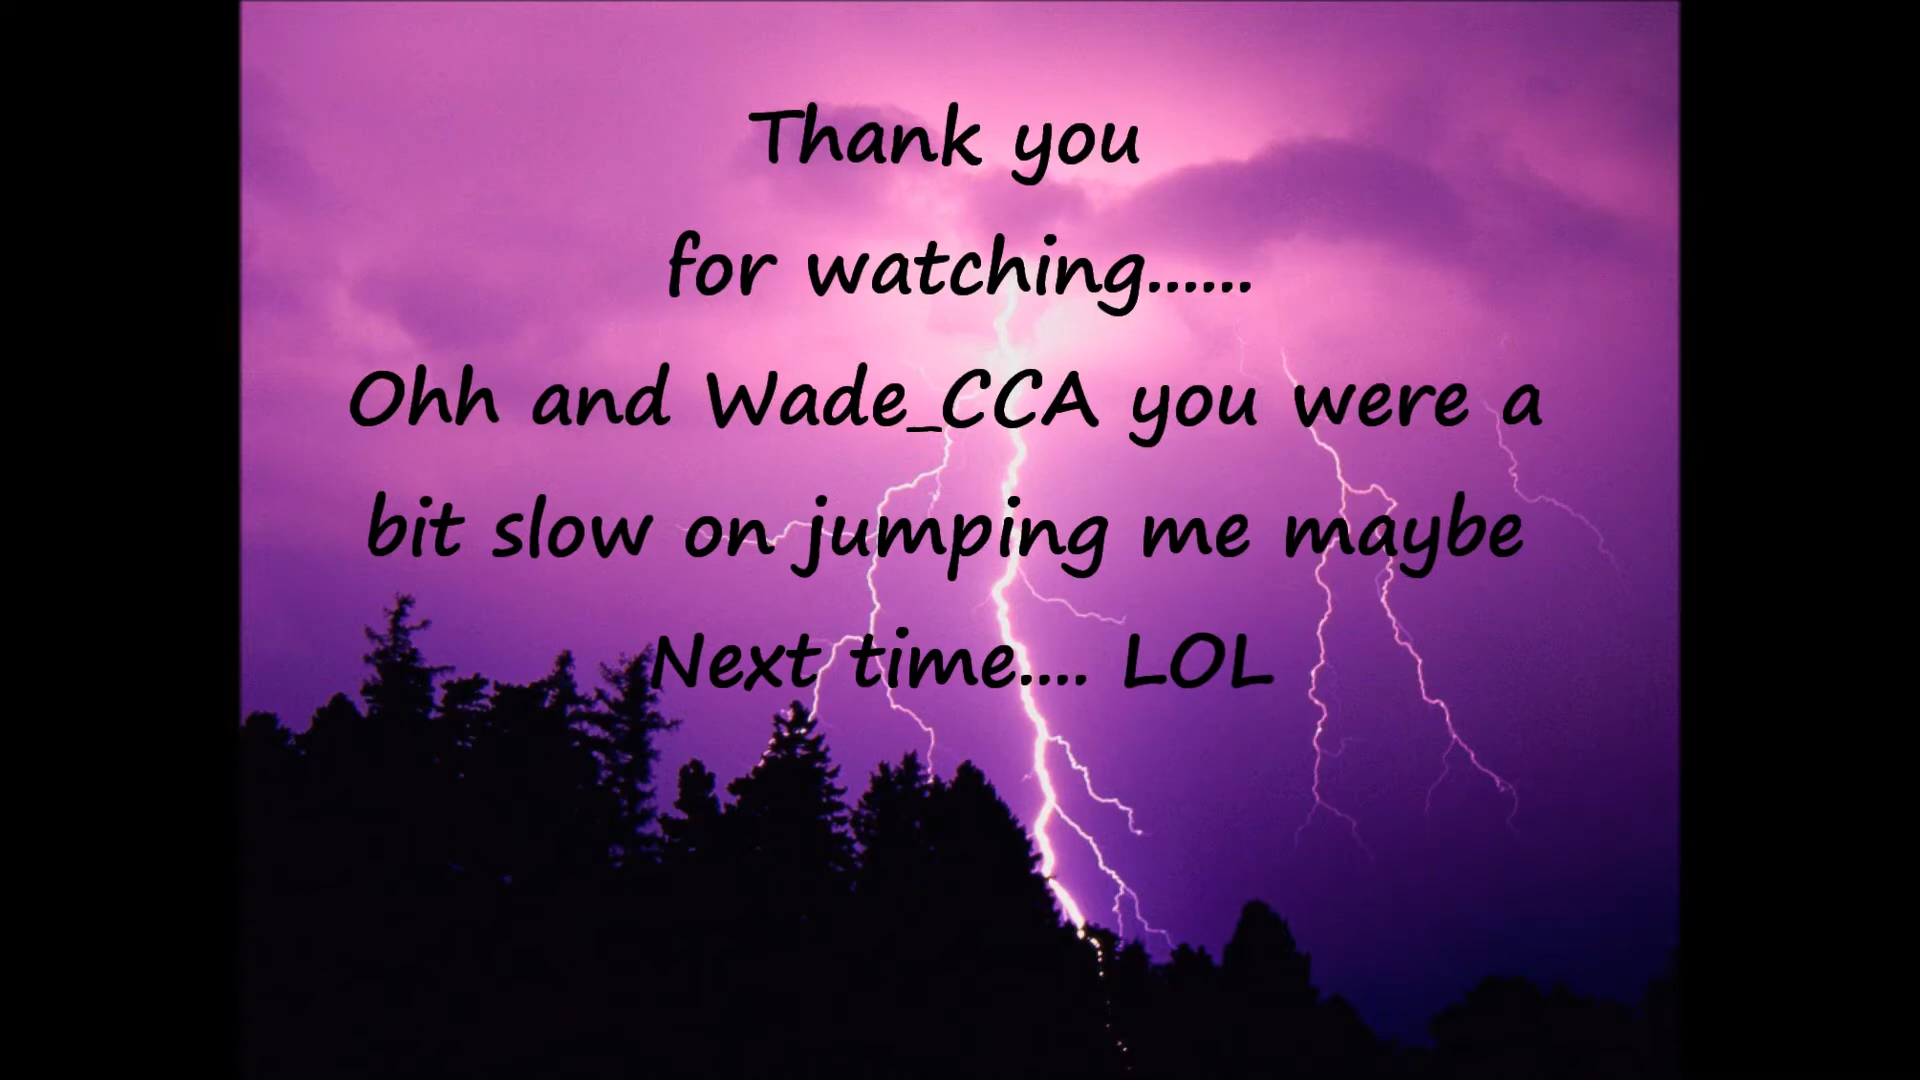 Thank you
for watching......
Ohh and Wade_CCA you were a
bit slow on jumping me maybe
Next time.... LOL